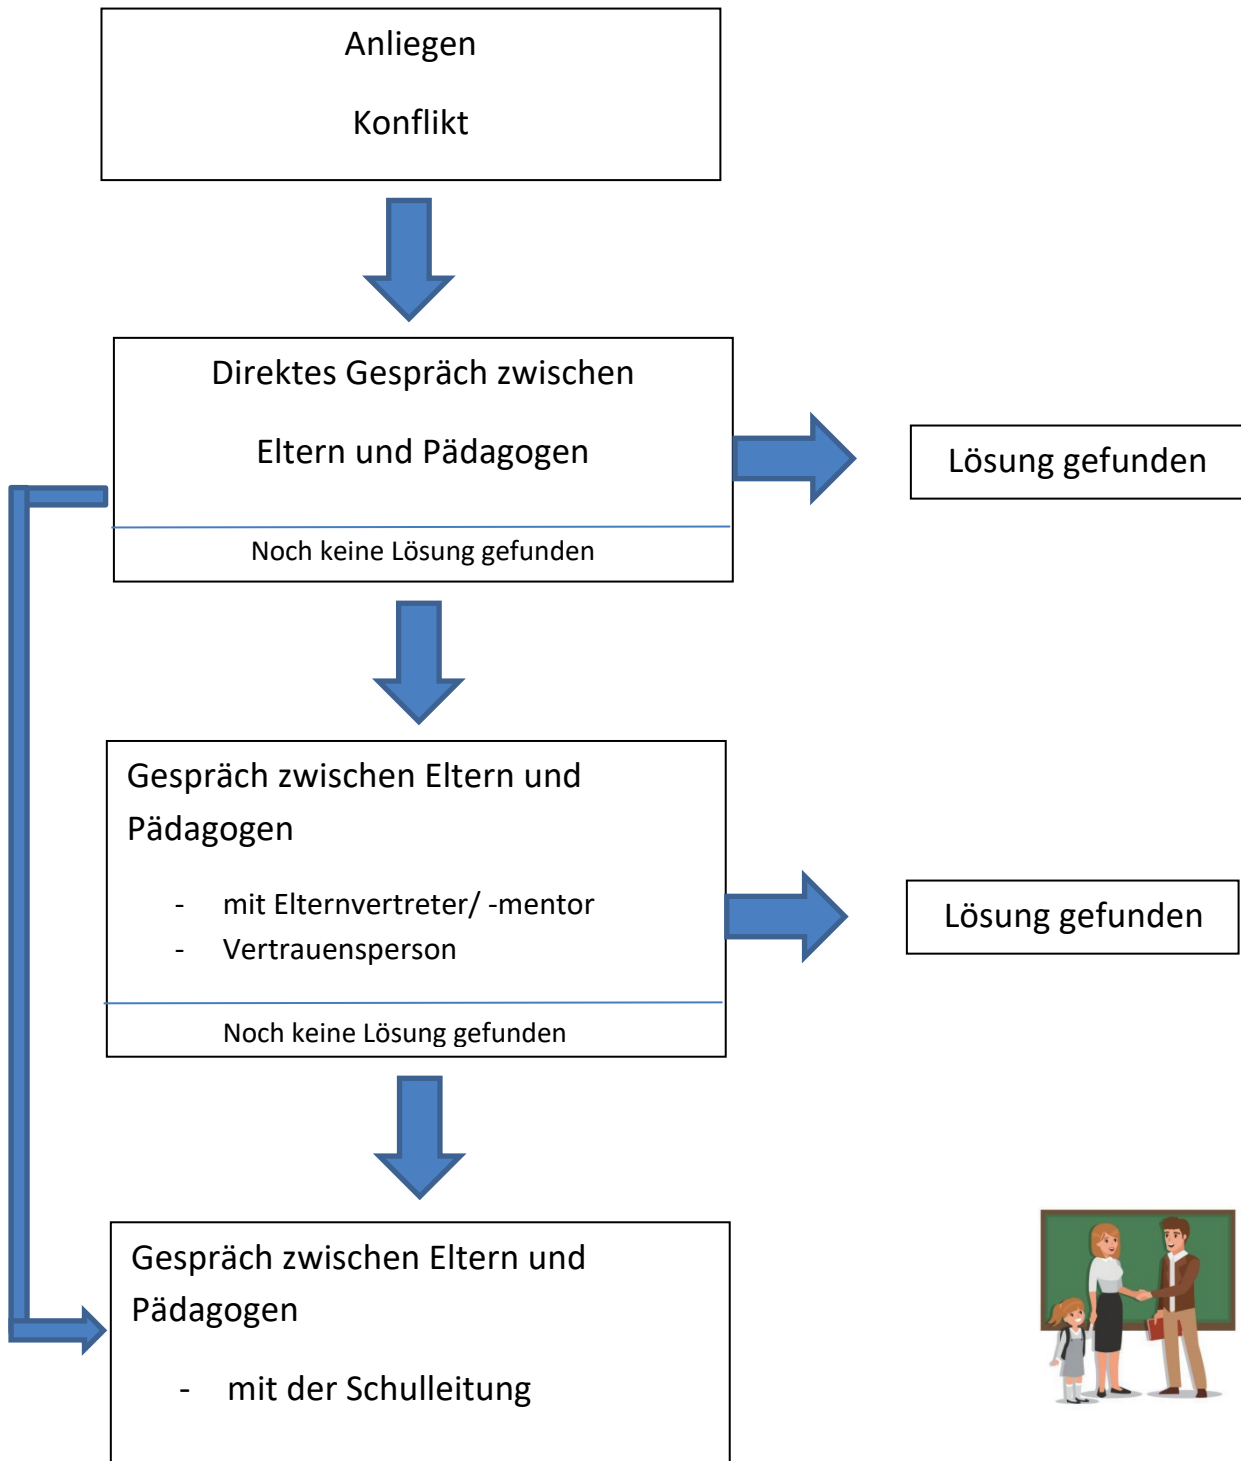 Anliegen
Konflikt
Direktes Gespräch zwischen
Eltern und Pädagogen
Noch keine Lösung gefunden
Lösung gefunden
Gespräch zwischen Eltern und
Pädagogen
- mit Elternvertreter/ -mentor
- Vertrauensperson
Noch keine Lösung gefunden
Lösung gefunden
Gespräch zwischen Eltern und
Pädagogen
- mit der Schulleitung